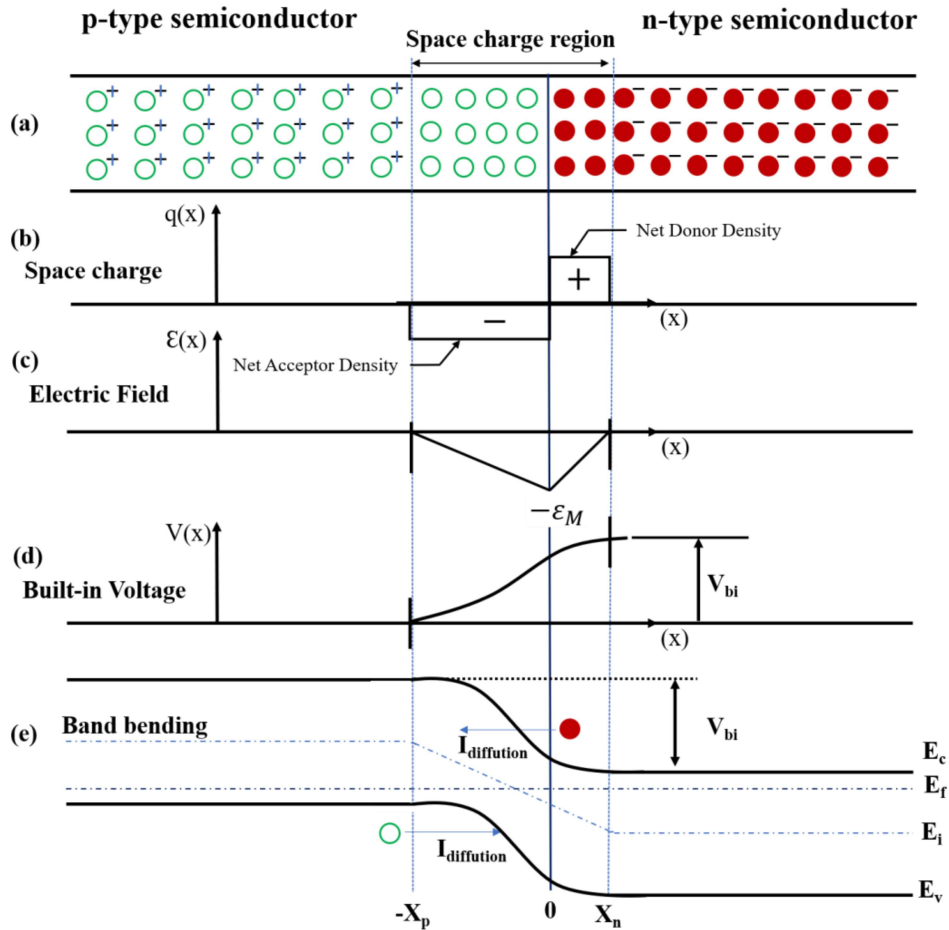 p-type semiconductor
n-type semiconductor
Space charge region
(a)
q(x)
(b)
Net Donor Density
Space charge
+
(x)
−
Ɛ(x)
(c)
Net Acceptor Density
Electric Field
(x)
−ε_M
V(x)
(d)
Built-in Voltage
V_bi
(x)
Band bending
(e)
V_bi
I_diffution
E_c
E_f
E_i
I_diffution
E_v
-X_p
0
X_n